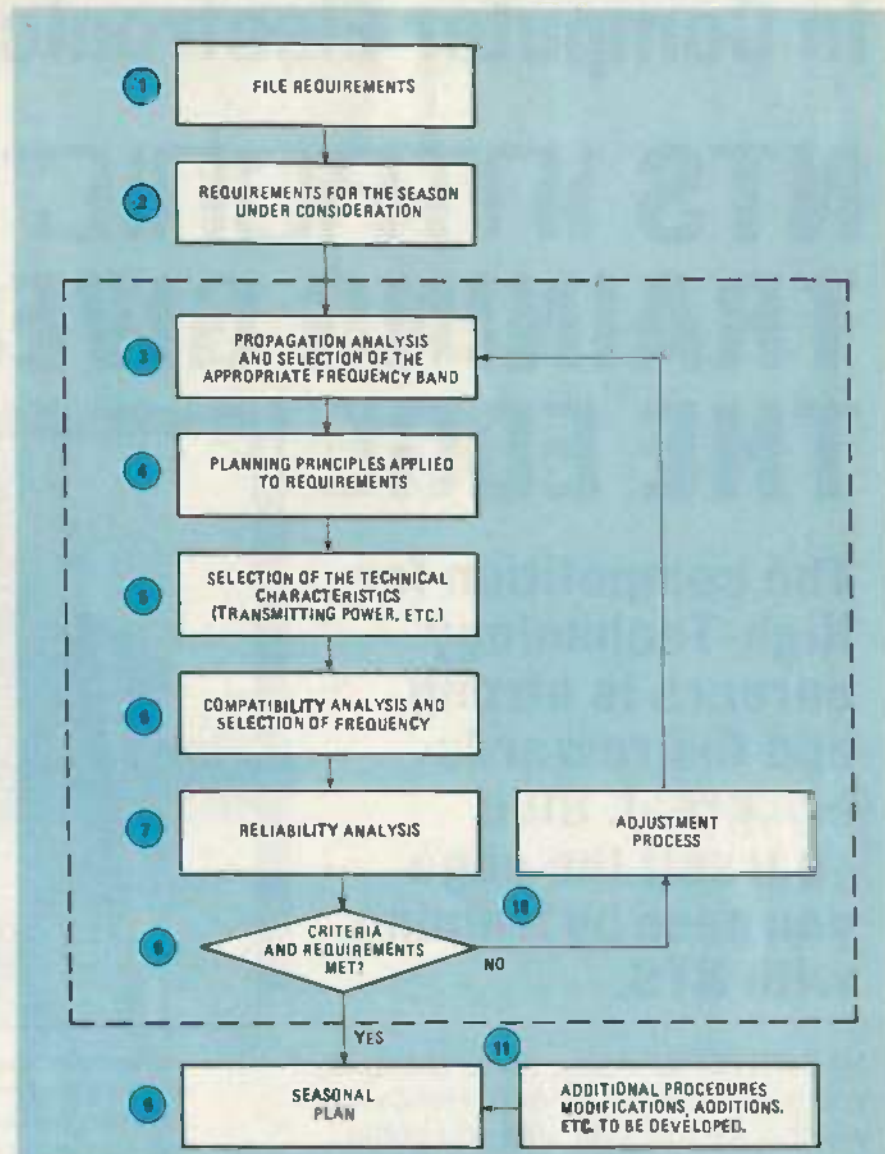 1
FILE REQUIREMENTS
2
REQUIREMENTS FOR THE SEASON
UNDER CONSIDERATION
3
PROPAGATION ANALYSIS
AND SELECTION OF THE
APPROPRIATE FREQUENCY BAND
4
PLANNING PRINCIPLES APPLIED
TO REQUIREMENTS
5
SELECTION OF THE TECHNICAL
CHARACTERISTICS
(TRANSMITTING POWER, ETC.)
6
COMPATIBILITY ANALYSIS AND
SELECTION OF FREQUENCY
7
RELIABILITY ANALYSIS
ADJUSTMENT
PROCESS
10
8
CRITERIA
AND REQUIREMENTS
MET?
NO
YES
11
9
SEASONAL
PLAN
ADDITIONAL PROCEDURES
MODIFICATIONS, ADDITIONS,
ETC. TO BE DEVELOPED.